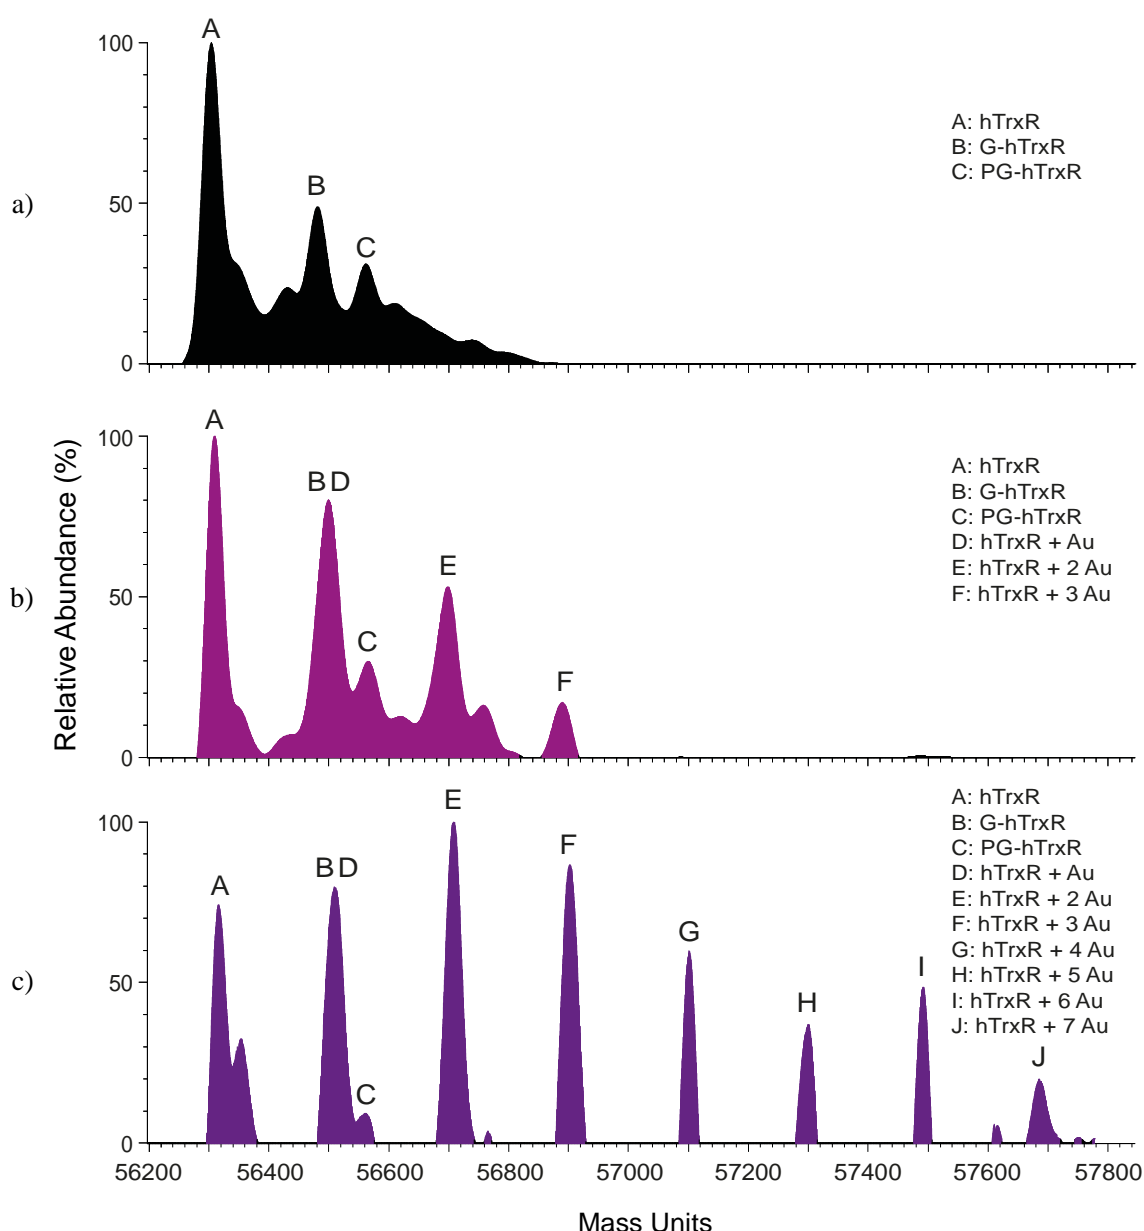 a)
100
50
0
A
B
C
A: hTrxR
B: G-hTrxR
C: PG-hTrxR
Relative Abundance (%)
b)
100
50
0
A
B D
C
E
F
A: hTrxR
B: G-hTrxR
C: PG-hTrxR
D: hTrxR + Au
E: hTrxR + 2 Au
F: hTrxR + 3 Au
c)
100
50
0
A
B D
C
E
F
G
H
I
J
A: hTrxR
B: G-hTrxR
C: PG-hTrxR
D: hTrxR + Au
E: hTrxR + 2 Au
F: hTrxR + 3 Au
G: hTrxR + 4 Au
H: hTrxR + 5 Au
I: hTrxR + 6 Au
J: hTrxR + 7 Au
56200 56400 56600 56800 57000 57200 57400 57600 57800
Mass Units